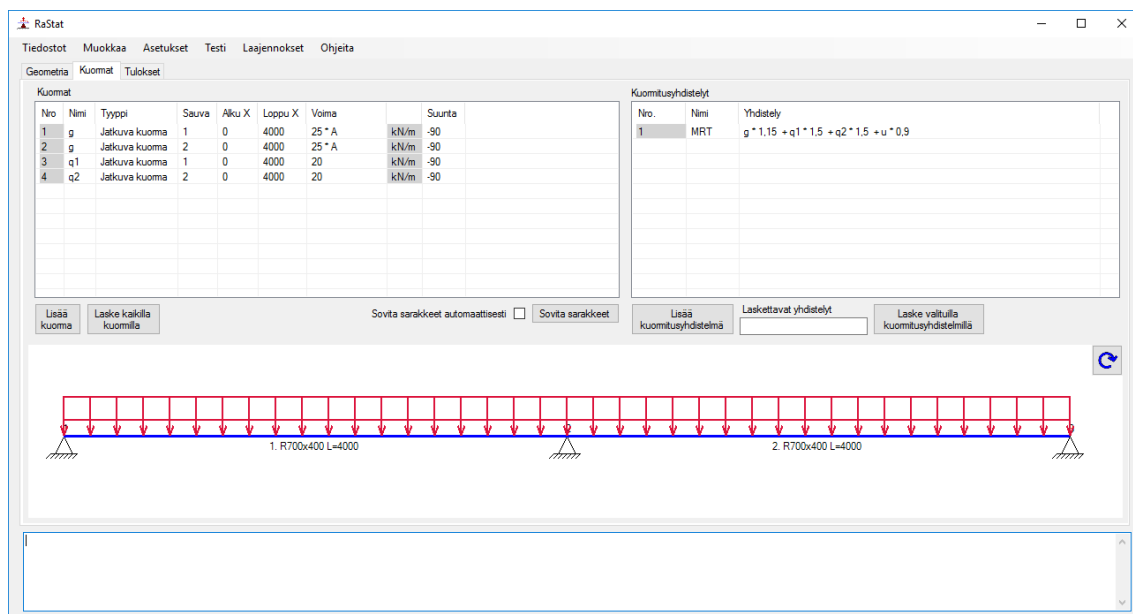 RaStat
Tiedostot Muokkaa Asetukset Testi Laajennokset Ohjeita
Geometria Kuormat Tulokset
Kuormat
Nro Nimi Tyyppi Sauva Alku X Loppu X Voima Suunta
1 g Jatkuva kuorma 1 0 4000 25 * A kN/m -90
2 g Jatkuva kuorma 2 0 4000 25 * A kN/m -90
3 q1 Jatkuva kuorma 1 0 4000 20 kN/m -90
4 q2 Jatkuva kuorma 2 0 4000 20 kN/m -90
Kuormitusyhdistelyt
Nro. Nimi Yhdistely
1 MRT g * 1,15 + q1 * 1,5 + q2 * 1,5 + u * 0,9
Lisää
kuorma
Laske kaikilla
kuormilla
Sovita sarakkeet automaattisesti
Sovita sarakkeet
Lisää
kuormitusyhdistelmä
Laskettavat yhdistelyt
Laske valituilla
kuormitusyhdistelmillä
1. R700x400 L=4000
2. R700x400 L=4000